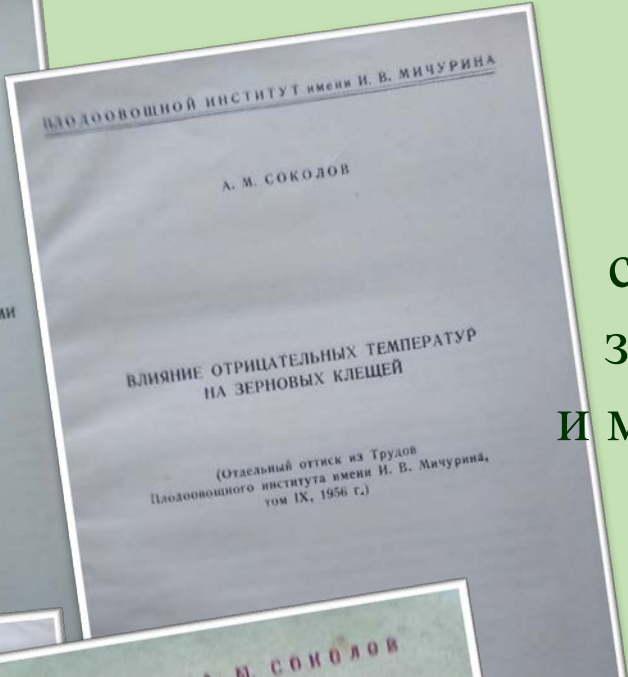 ПЛОДООВОЩНОЙ ИНСТИТУТ имени И. В. МИЧУРИНА
А. М. СОКОЛОВ
ВЛИЯНИЕ ОТРИЦАТЕЛЬНЫХ ТЕМПЕРАТУР
НА ЗЕРНОВЫХ КЛЕЩЕЙ
(Отдельный оттиск из Трудов
Плодоовощного института имени И. В. Мичурина,
том IX, 1956 г.)
М. СОКОЛОВ
и